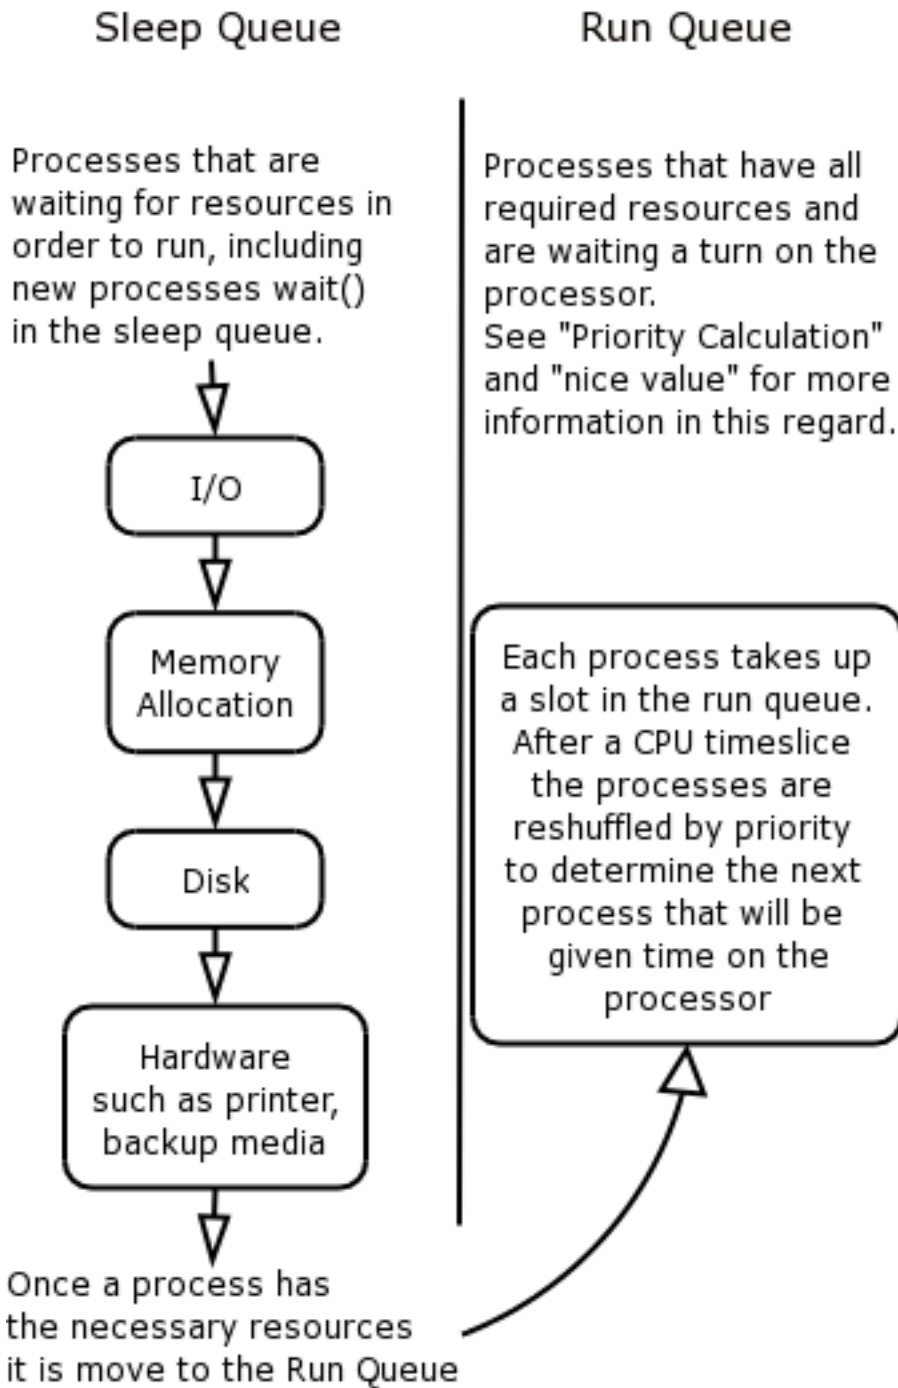 Sleep Queue
Processes that are
waiting for resources in
order to run, including
new processes wait()
in the sleep queue.
I/O
Memory
Allocation
Disk
Hardware
such as printer,
backup media
Once a process has
the necessary resources
it is move to the Run Queue
Run Queue
Processes that have all
required resources and
are waiting a turn on the
processor.
See "Priority Calculation"
and "nice value" for more
information in this regard.
Each process takes up
a slot in the run queue.
After a CPU timeslice
the processes are
reshuffled by priority
to determine the next
process that will be
given time on the
processor